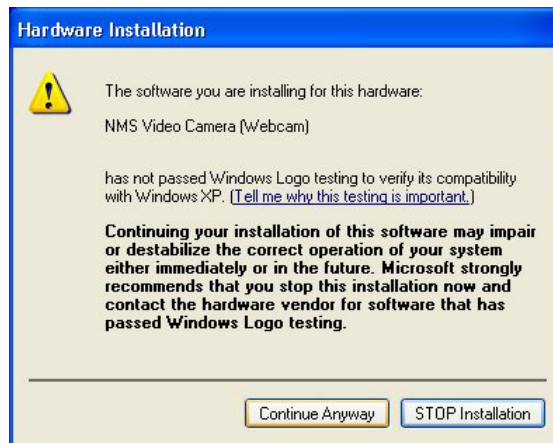 Hardware Installation
The software you are installing for this hardware:
NMS Video Camera (Webcam)
has not passed Windows Logo testing to verify its compatibility
with Windows XP. (Tell me why this testing is important.)
Continuing your installation of this software may impair
or destabilize the correct operation of your system
either immediately or in the future. Microsoft strongly
recommends that you stop this installation now and
contact the hardware vendor for software that has
passed Windows Logo testing.
Continue Anyway
STOP Installation